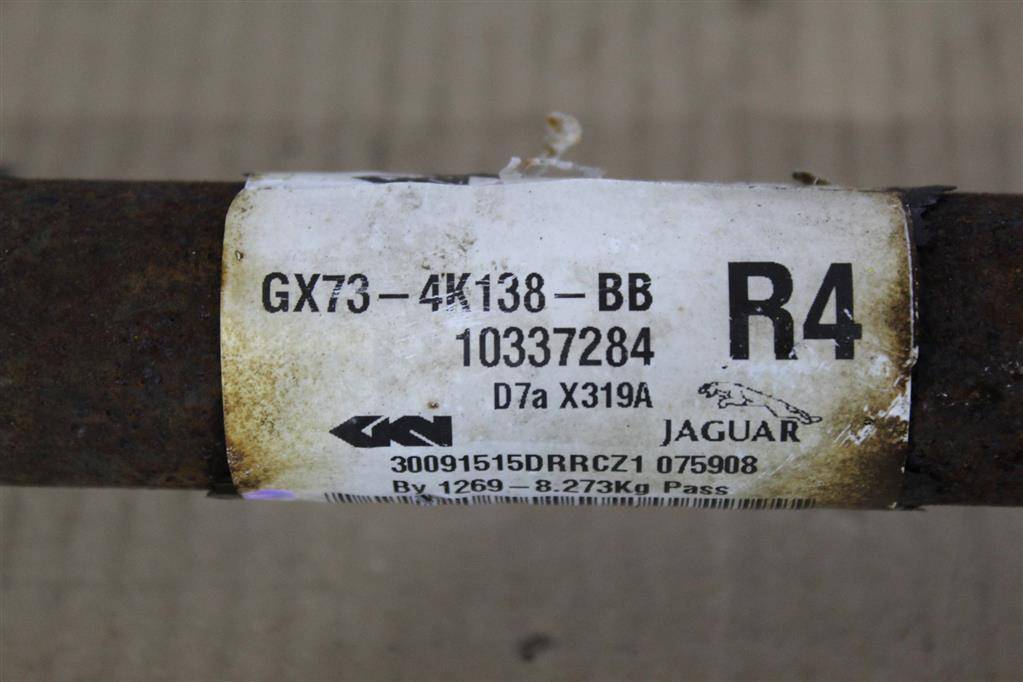 GX73-4K138-BB
R4
10337284
D7a X319A
GKN
JAGUAR
30091515DRRCZ1 075908
By 1269-8.273Kg Pass